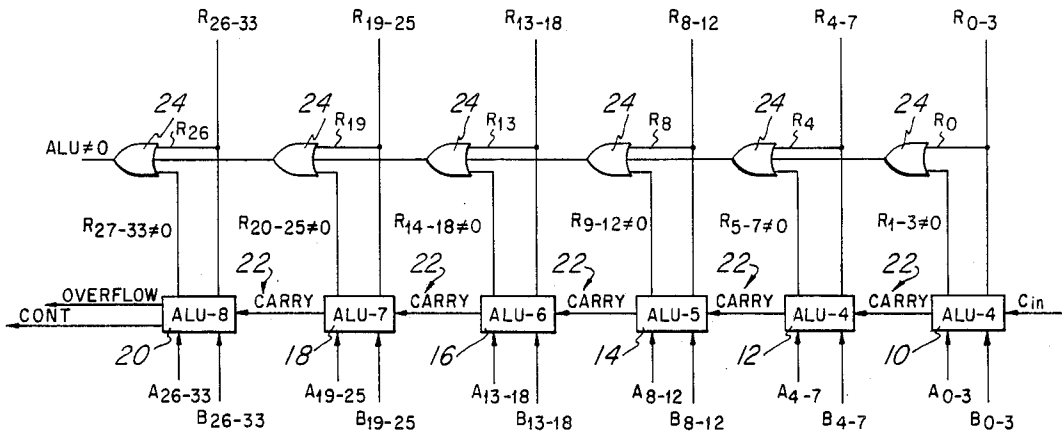 R26-33 R19-25 R13-18 R8-12 R4-7 R0-3
24 24 24 24 24 24
R26 R19 R13 R8 R4 R0
ALU≠0
R27-33≠0 R20-25≠0 R14-18≠0 R9-12≠0 R5-7≠0 R1-3≠0
22 22 22 22 22
OVERFLOW CARRY CARRY CARRY CARRY CARRY Cin
CONT ALU-8 ALU-7 ALU-6 ALU-5 ALU-4 ALU-4
20 18 16 14 12 10
A26-33 A19-25 A13-18 A8-12 A4-7 A0-3
B26-33 B19-25 B13-18 B8-12 B4-7 B0-3